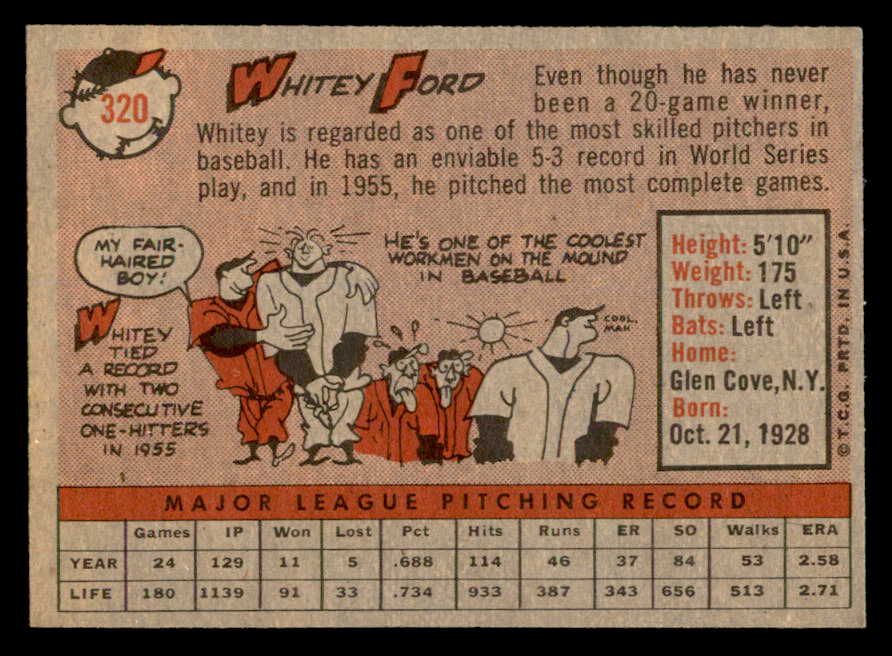 320
WHITEY FORD
Even though he has never
been a 20-game winner,
Whitey is regarded as one of the most skilled pitchers in
baseball. He has an enviable 5-3 record in World Series
play, and in 1955, he pitched the most complete games.
MY FAIR-
HAIRED
BOY!
WHITEY
TIED
A RECORD
WITH TWO
CONSECUTIVE
ONE-HITTERS
IN 1955
HE'S ONE OF THE COOLEST
WORKMEN ON THE MOUND
IN BASEBALL
COOL,
MAN
Height: 5'10"
Weight: 175
Throws: Left
Bats: Left
Home:
Glen Cove, N.Y.
Born:
Oct. 21, 1928
©T.C.G. PRTD. IN U.S.A.
MAJOR LEAGUE PITCHING RECORD
Games IP Won Lost Pct Hits Runs ER SO Walks ERA
YEAR 24 129 11 5 .688 114 46 37 84 53 2.58
LIFE 180 1139 91 33 .734 933 387 343 656 513 2.71